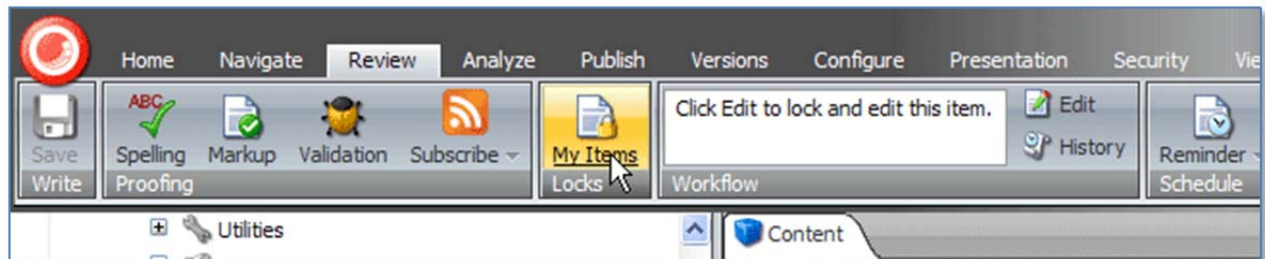 Home Navigate Review Analyze Publish Versions Configure Presentation Security
ABC
Click Edit to lock and edit this item. Edit
Save Spelling Markup Validation Subscribe My Items History Reminder
Write Proofing Locks Workflow Schedule
Utilities Content